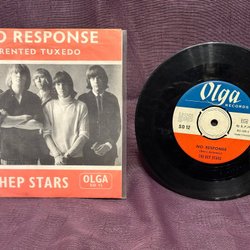 NO RESPONSE
RENTED TUXEDO
HEP STARS
OLGA
SO 12
Olga
RECORDS
SO 12
NO RESPONSE
THE HEP STARS